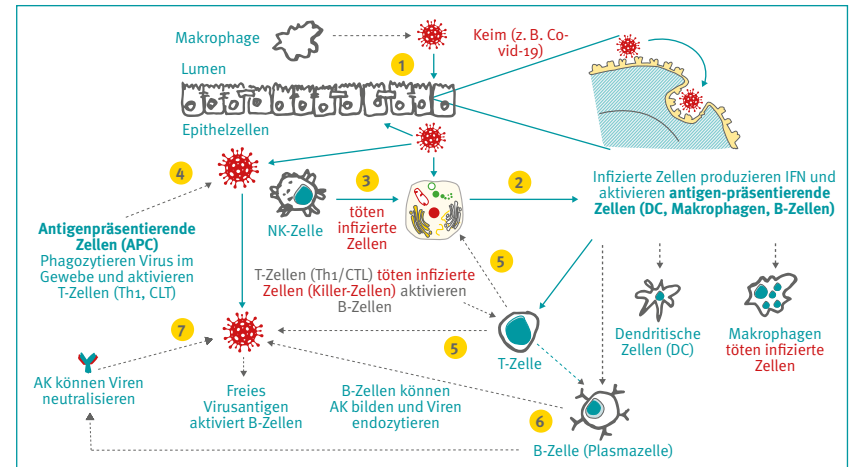 Makrophage
Keim (z. B. Co-
vid-19)
1
Lumen
Epithelzellen
4
3
2
Infizierte Zellen produzieren IFN und
aktivieren antigen-präsentierende
Zellen (DC, Makrophagen, B-Zellen)
NK-Zelle
töten
infizierte
Zellen
Antigenpräsentierende
Zellen (APC)
Phagozytieren Virus im
Gewebe und aktivieren
T-Zellen (Th1, CLT)
5
T-Zellen (Th1/CTL) töten infizierte
Zellen (Killer-Zellen) aktivieren
B-Zellen
7
5
T-Zelle
Dendritische
Zellen (DC)
Makrophagen
töten infizierte
Zellen
AK können Viren
neutralisieren
Freies
Virusantigen
aktiviert B-Zellen
B-Zellen können
AK bilden und Viren
endozytieren
6
B-Zelle (Plasmazelle)